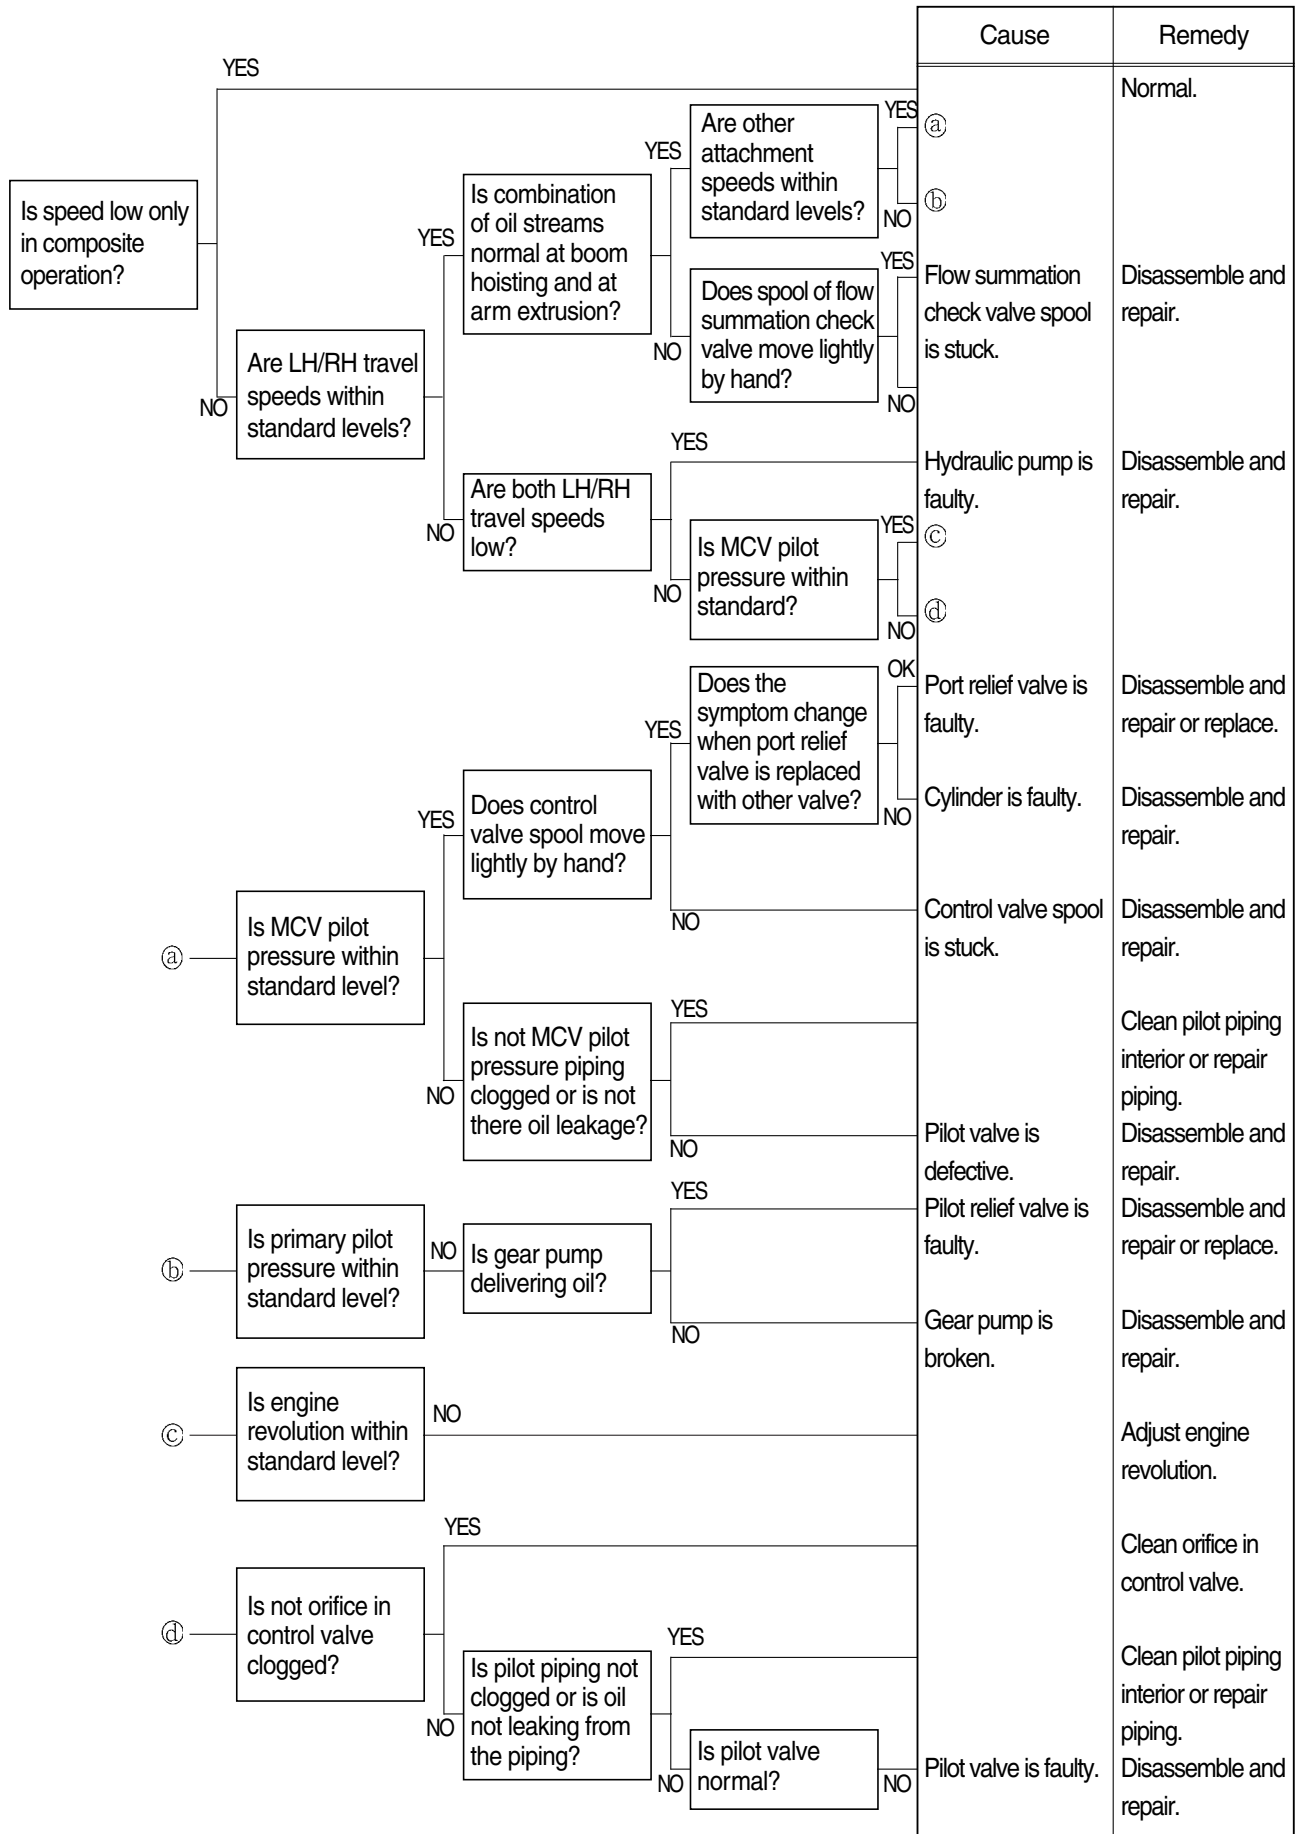 Cause
Remedy
YES
Normal.
Is speed low only
in composite
operation?
NO
Are LH/RH travel
speeds within
standard levels?
YES
Is combination
of oil streams
normal at boom
hoisting and at
arm extrusion?
YES
Are other
attachment
speeds within
standard levels?
YES
ⓐ
ⓑ
NO
NO
Does spool of flow
summation check
valve move lightly
by hand?
YES
Flow summation
check valve spool
is stuck.
Disassemble and
repair.
NO
NO
Are both LH/RH
travel speeds
low?
YES
Hydraulic pump is
faulty.
Disassemble and
repair.
NO
Is MCV pilot
pressure within
standard?
YES
ⓒ
ⓓ
NO
ⓐ
Is MCV pilot
pressure within
standard level?
YES
Does control
valve spool move
lightly by hand?
YES
Does the
symptom change
when port relief
valve is replaced
with other valve?
OK
Port relief valve is
faulty.
Disassemble and
repair or replace.
NO
Cylinder is faulty.
Disassemble and
repair.
NO
Control valve spool
is stuck.
Disassemble and
repair.
NO
Is not MCV pilot
pressure piping
clogged or is not
there oil leakage?
YES
Clean pilot piping
interior or repair
piping.
NO
Pilot valve is
defective.
Disassemble and
repair.
ⓑ
Is primary pilot
pressure within
standard level?
NO
Is gear pump
delivering oil?
YES
Pilot relief valve is
faulty.
Disassemble and
repair or replace.
NO
Gear pump is
broken.
Disassemble and
repair.
ⓒ
Is engine
revolution within
standard level?
NO
Adjust engine
revolution.
ⓓ
Is not orifice in
control valve
clogged?
YES
Clean orifice in
control valve.
NO
Is pilot piping not
clogged or is oil
not leaking from
the piping?
YES
Clean pilot piping
interior or repair
piping.
NO
Is pilot valve
normal?
NO
Pilot valve is faulty.
Disassemble and
repair.